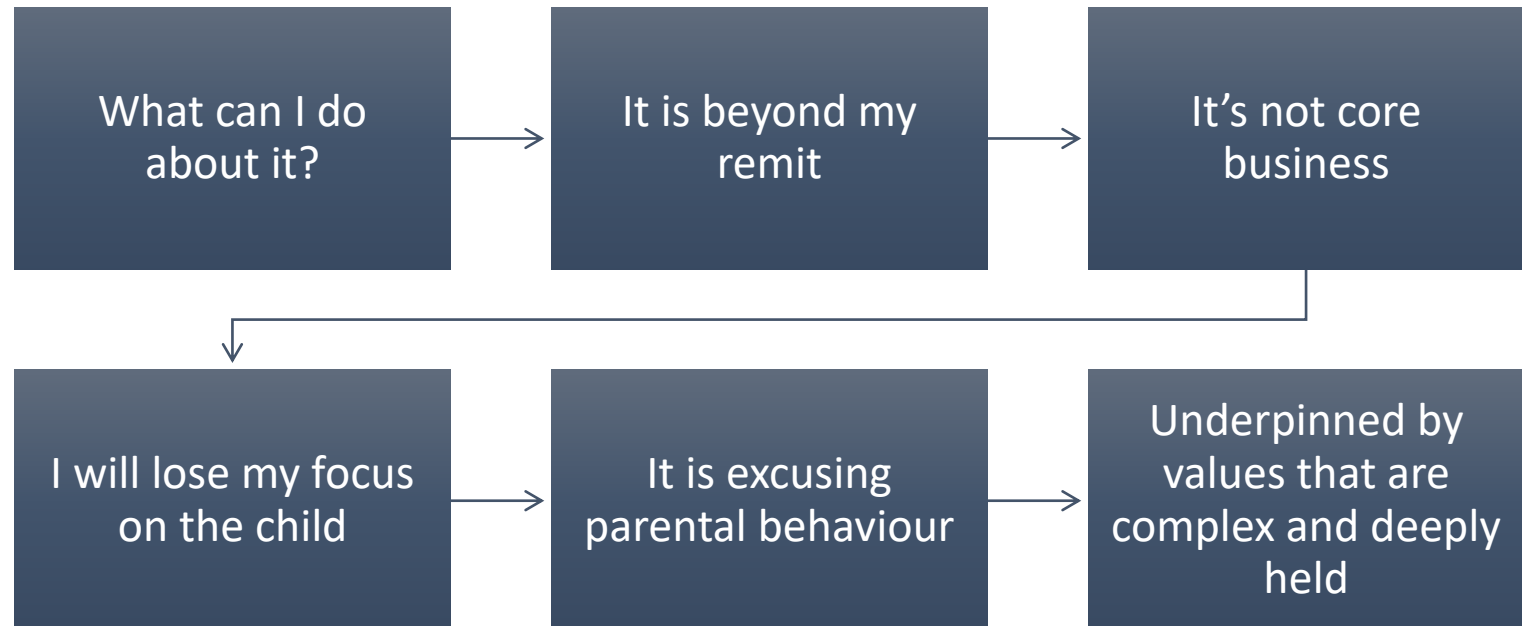 What can I do
about it?
It is beyond my
remit
It’s not core
business
I will lose my focus
on the child
It is excusing
parental behaviour
Underpinned by
values that are
complex and deeply
held